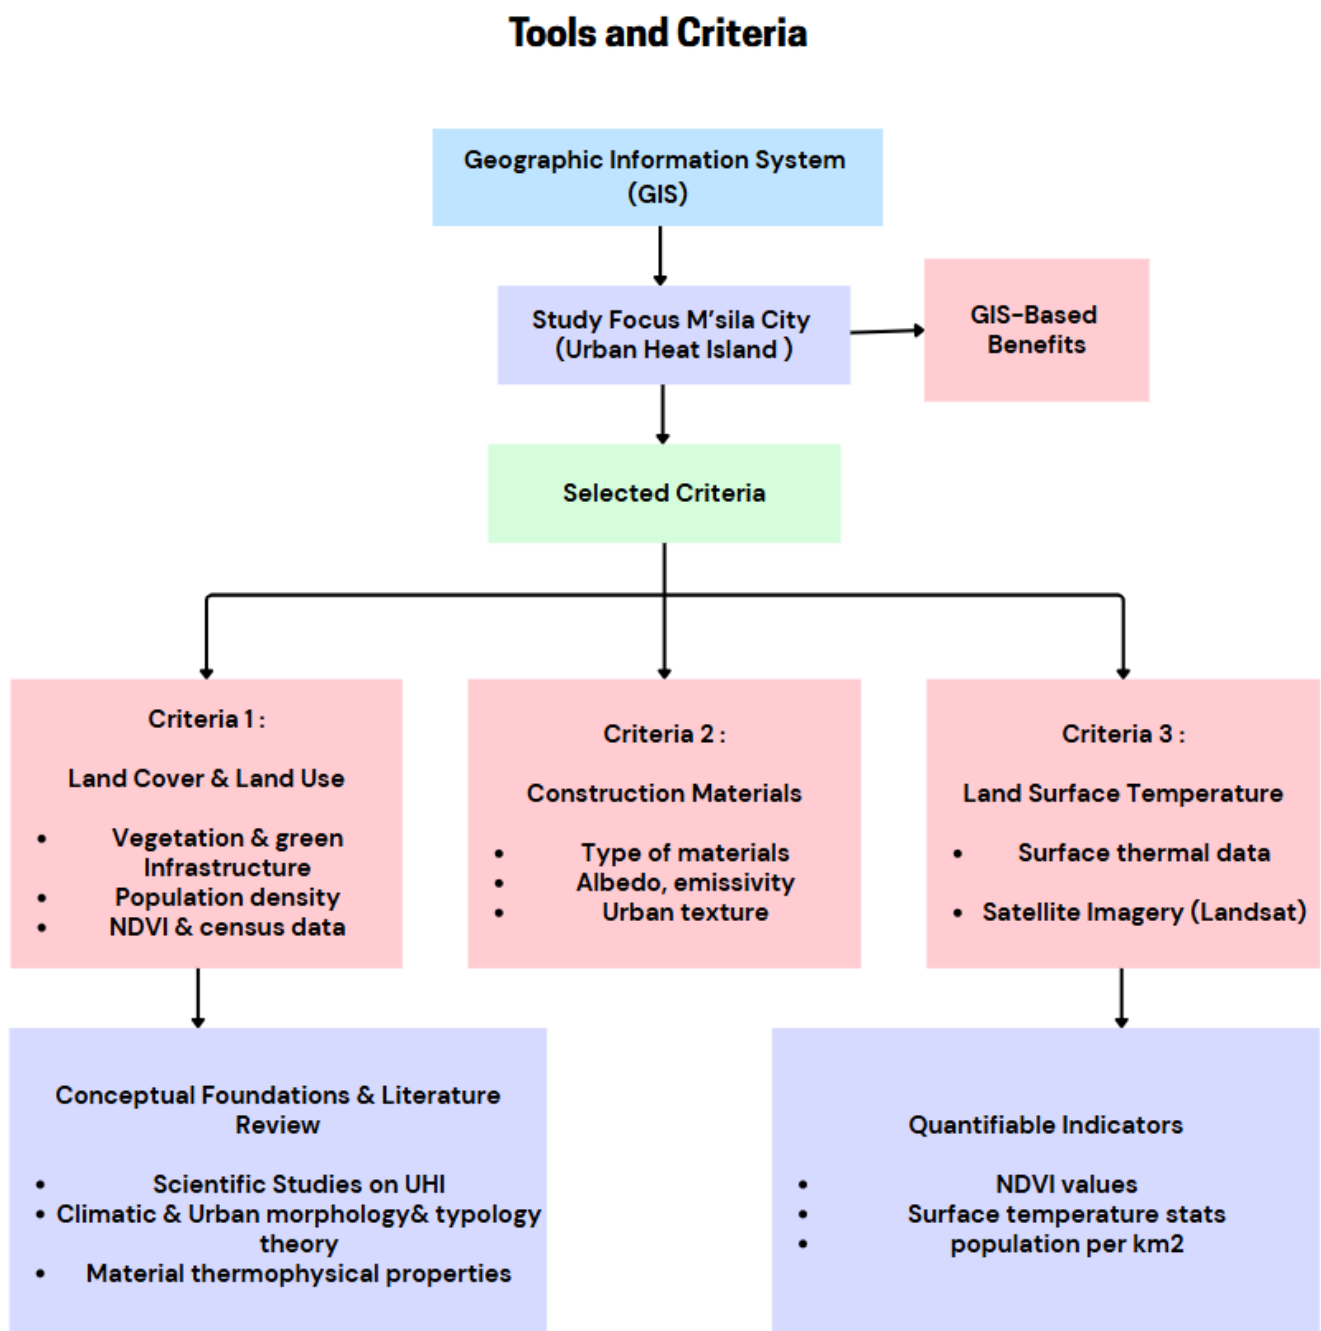 Tools and Criteria
Geographic Information System
(GIS)
Study Focus M'sila City
(Urban Heat Island )
GIS-Based
Benefits
Selected Criteria
Criteria 1 :
Land Cover & Land Use
• Vegetation & green
Infrastructure
• Population density
• NDVI & census data
Criteria 2 :
Construction Materials
• Type of materials
• Albedo, emissivity
• Urban texture
Criteria 3 :
Land Surface Temperature
• Surface thermal data
• Satellite Imagery (Landsat)
Conceptual Foundations & Literature
Review
• Scientific Studies on UHI
• Climatic & Urban morphology& typology
theory
• Material thermophysical properties
Quantifiable Indicators
• NDVI values
• Surface temperature stats
• population per km2